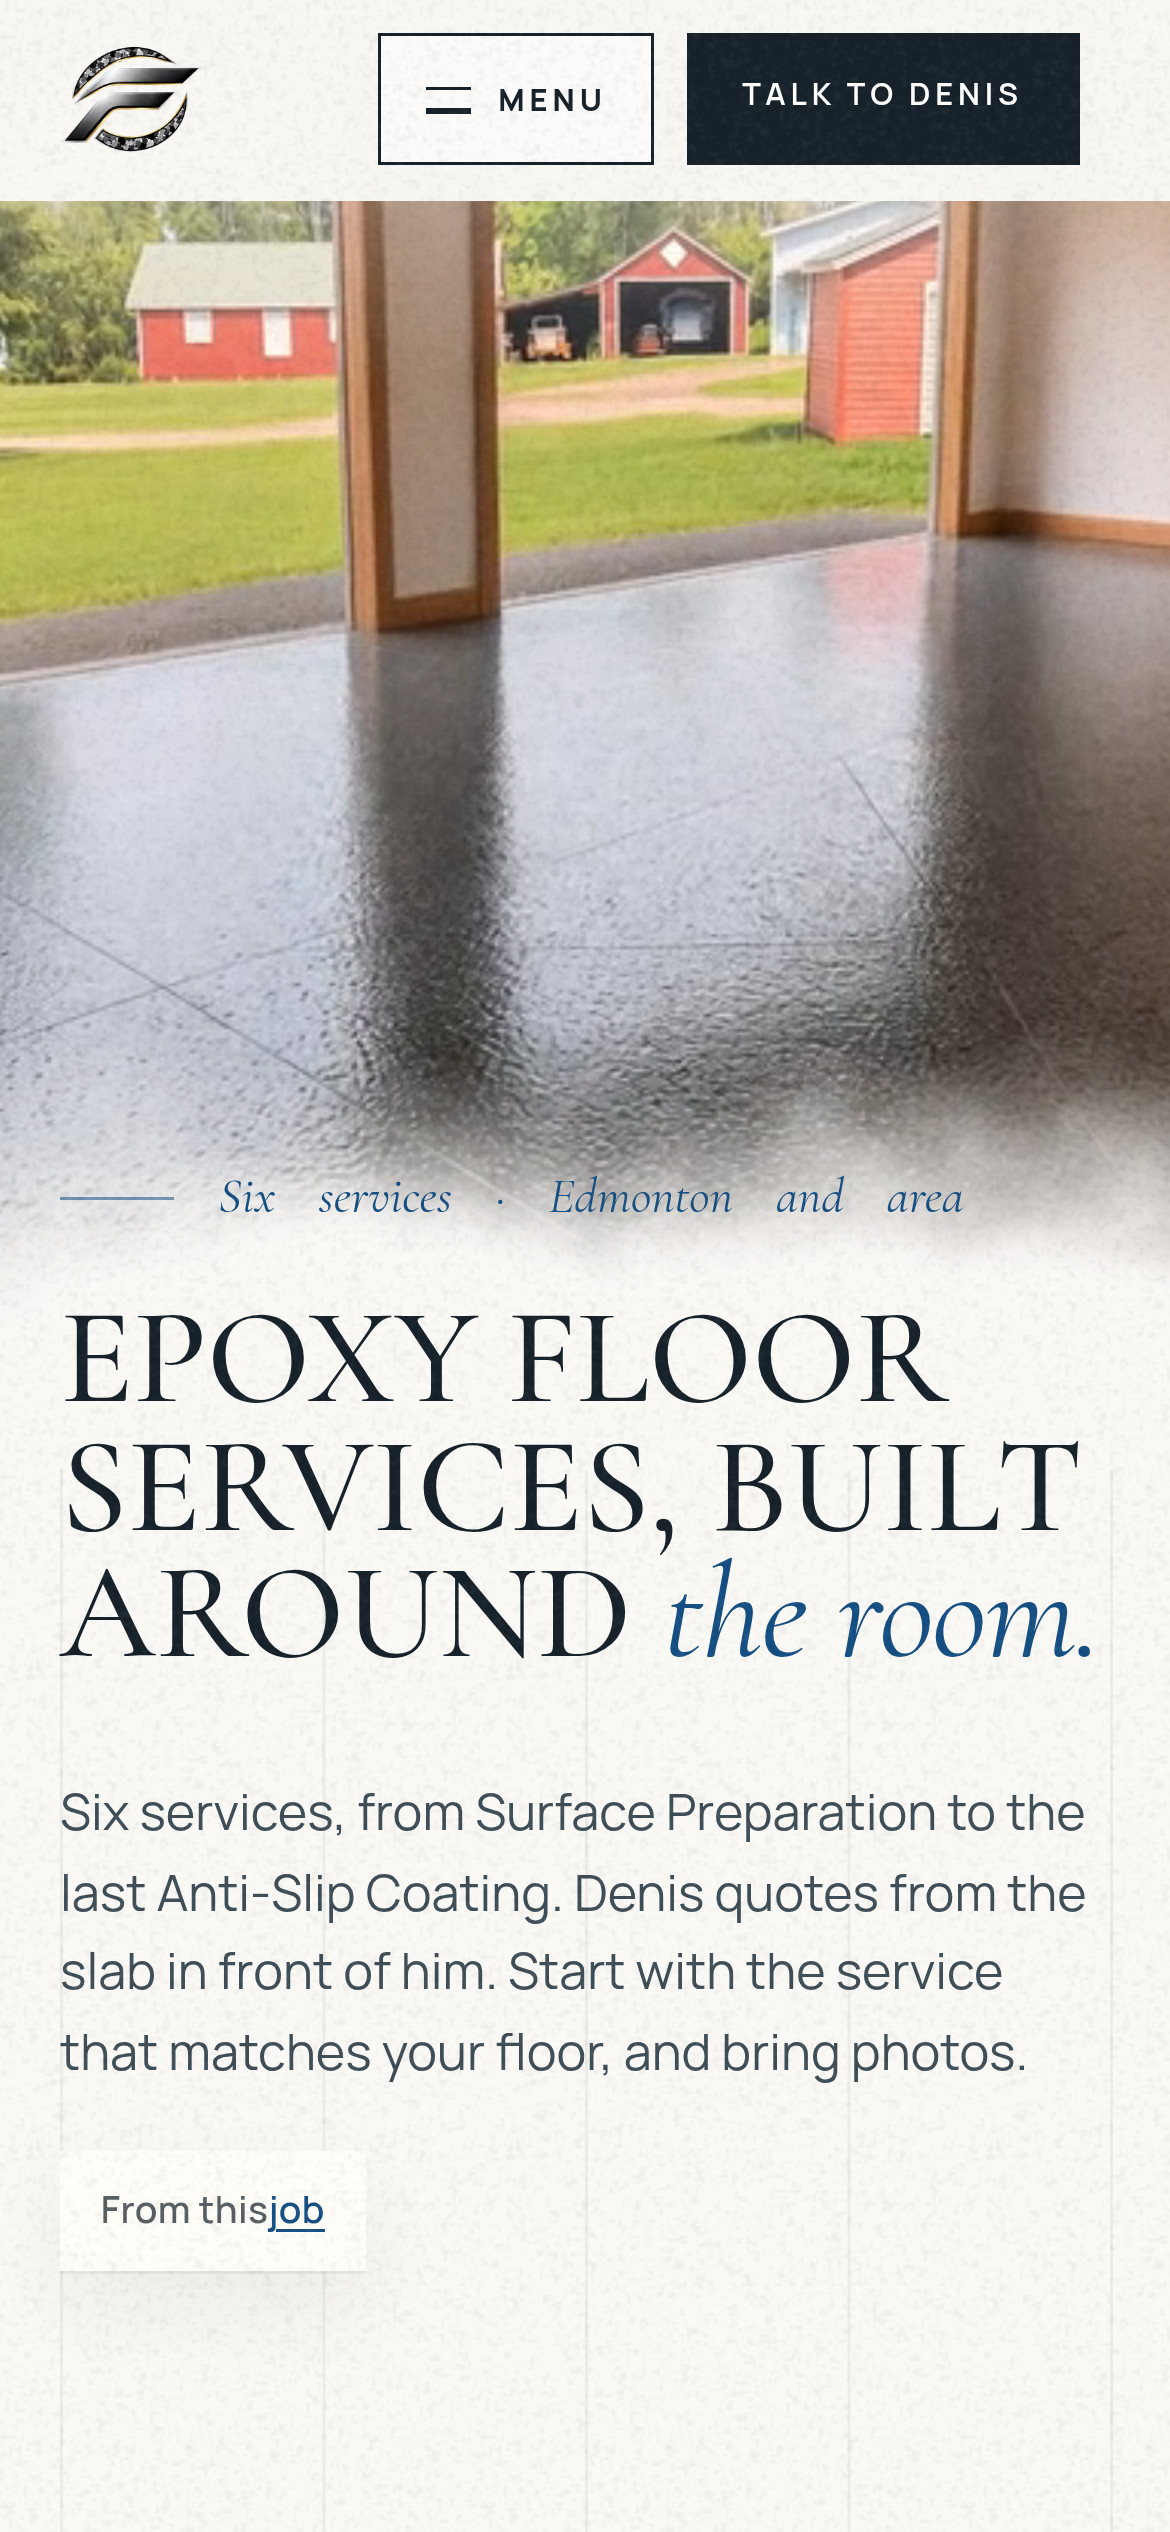 MENU
TALK TO DENIS
Six services · Edmonton and area
EPOXY FLOOR
SERVICES, BUILT
AROUND the room.
Six services, from Surface Preparation to the
last Anti-Slip Coating. Denis quotes from the
slab in front of him. Start with the service
that matches your floor, and bring photos.
From thisjob